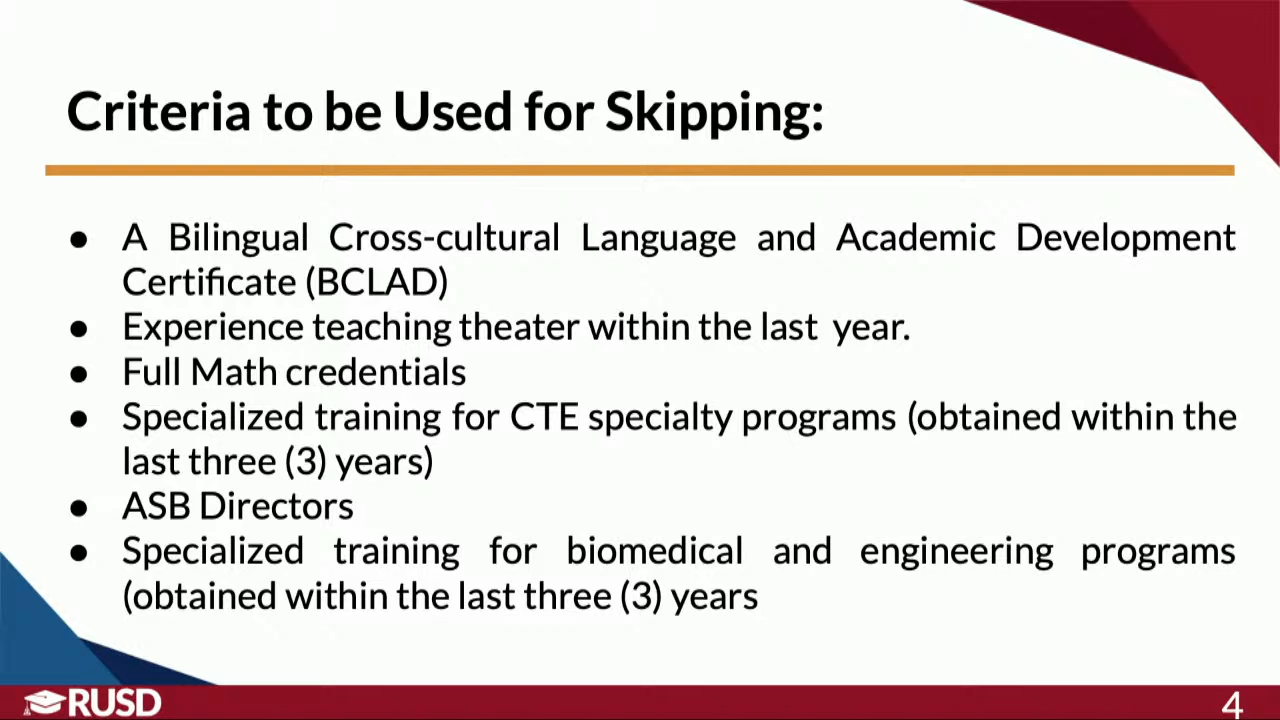 Criteria to be Used for Skipping:
● A Bilingual Cross-cultural Language and Academic Development
Certificate (BCLAD)
● Experience teaching theater within the last  year.
● Full Math credentials
● Specialized training for CTE specialty programs (obtained within the
last three (3) years)
● ASB Directors
● Specialized training for biomedical and engineering programs
(obtained within the last three (3) years
RUSD
4